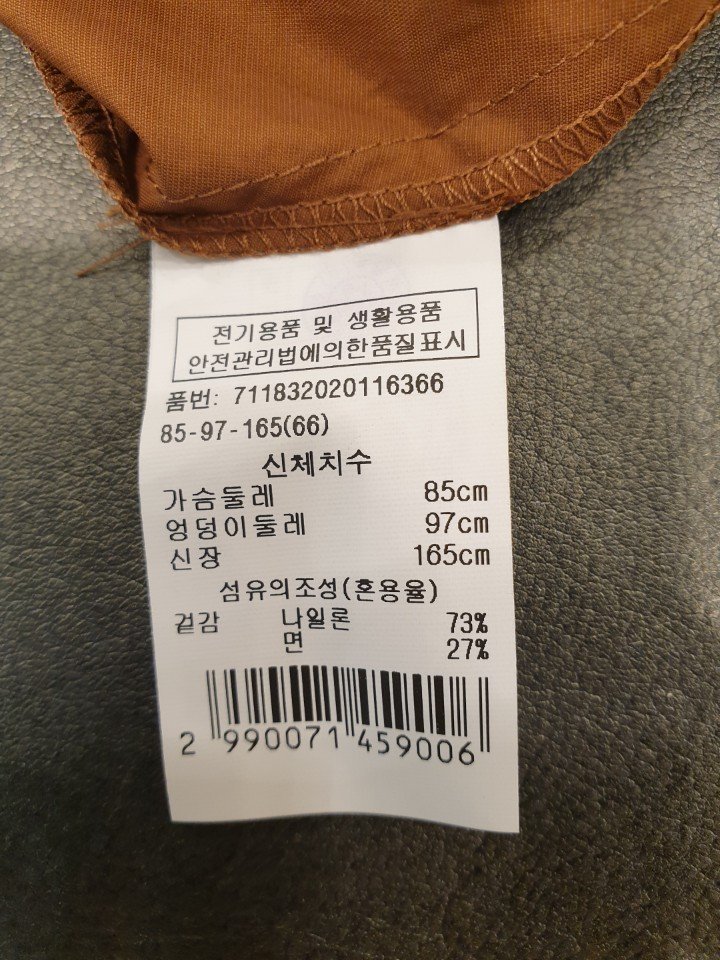 전기용품 및 생활용품
안전관리법에의한품질표시
품번: 711832020116366
85-97-165(66)
신체치수
가슴둘레 85cm
엉덩이둘레 97cm
신장 165cm
섬유의조성(혼용율)
겉감 나일론 73%
면 27%
2 990071 459006